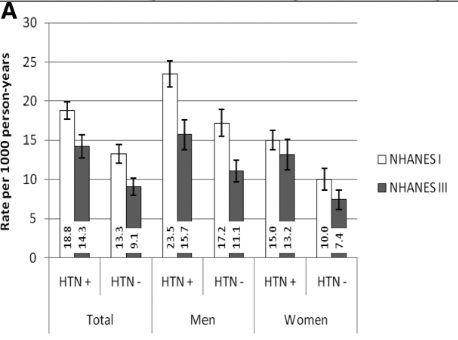 A
Rate per 1000 person-years
30
25
20
15
10
5
0
18.8
14.3
13.3
9.1
23.5
15.7
17.2
11.1
15.0
13.2
10.0
7.4
HTN +
HTN -
HTN +
HTN -
HTN +
HTN -
Total
Men
Women
NHANES I
NHANES III